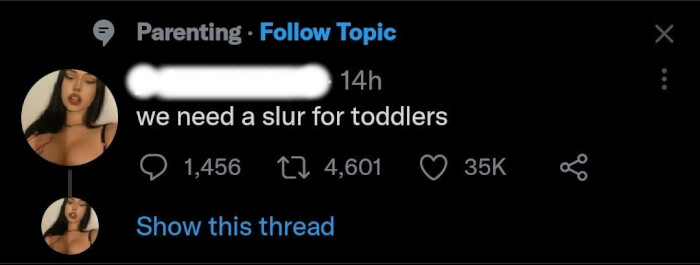 Parenting · Follow Topic
14h
we need a slur for toddlers
1,456 4,601 35K
Show this thread